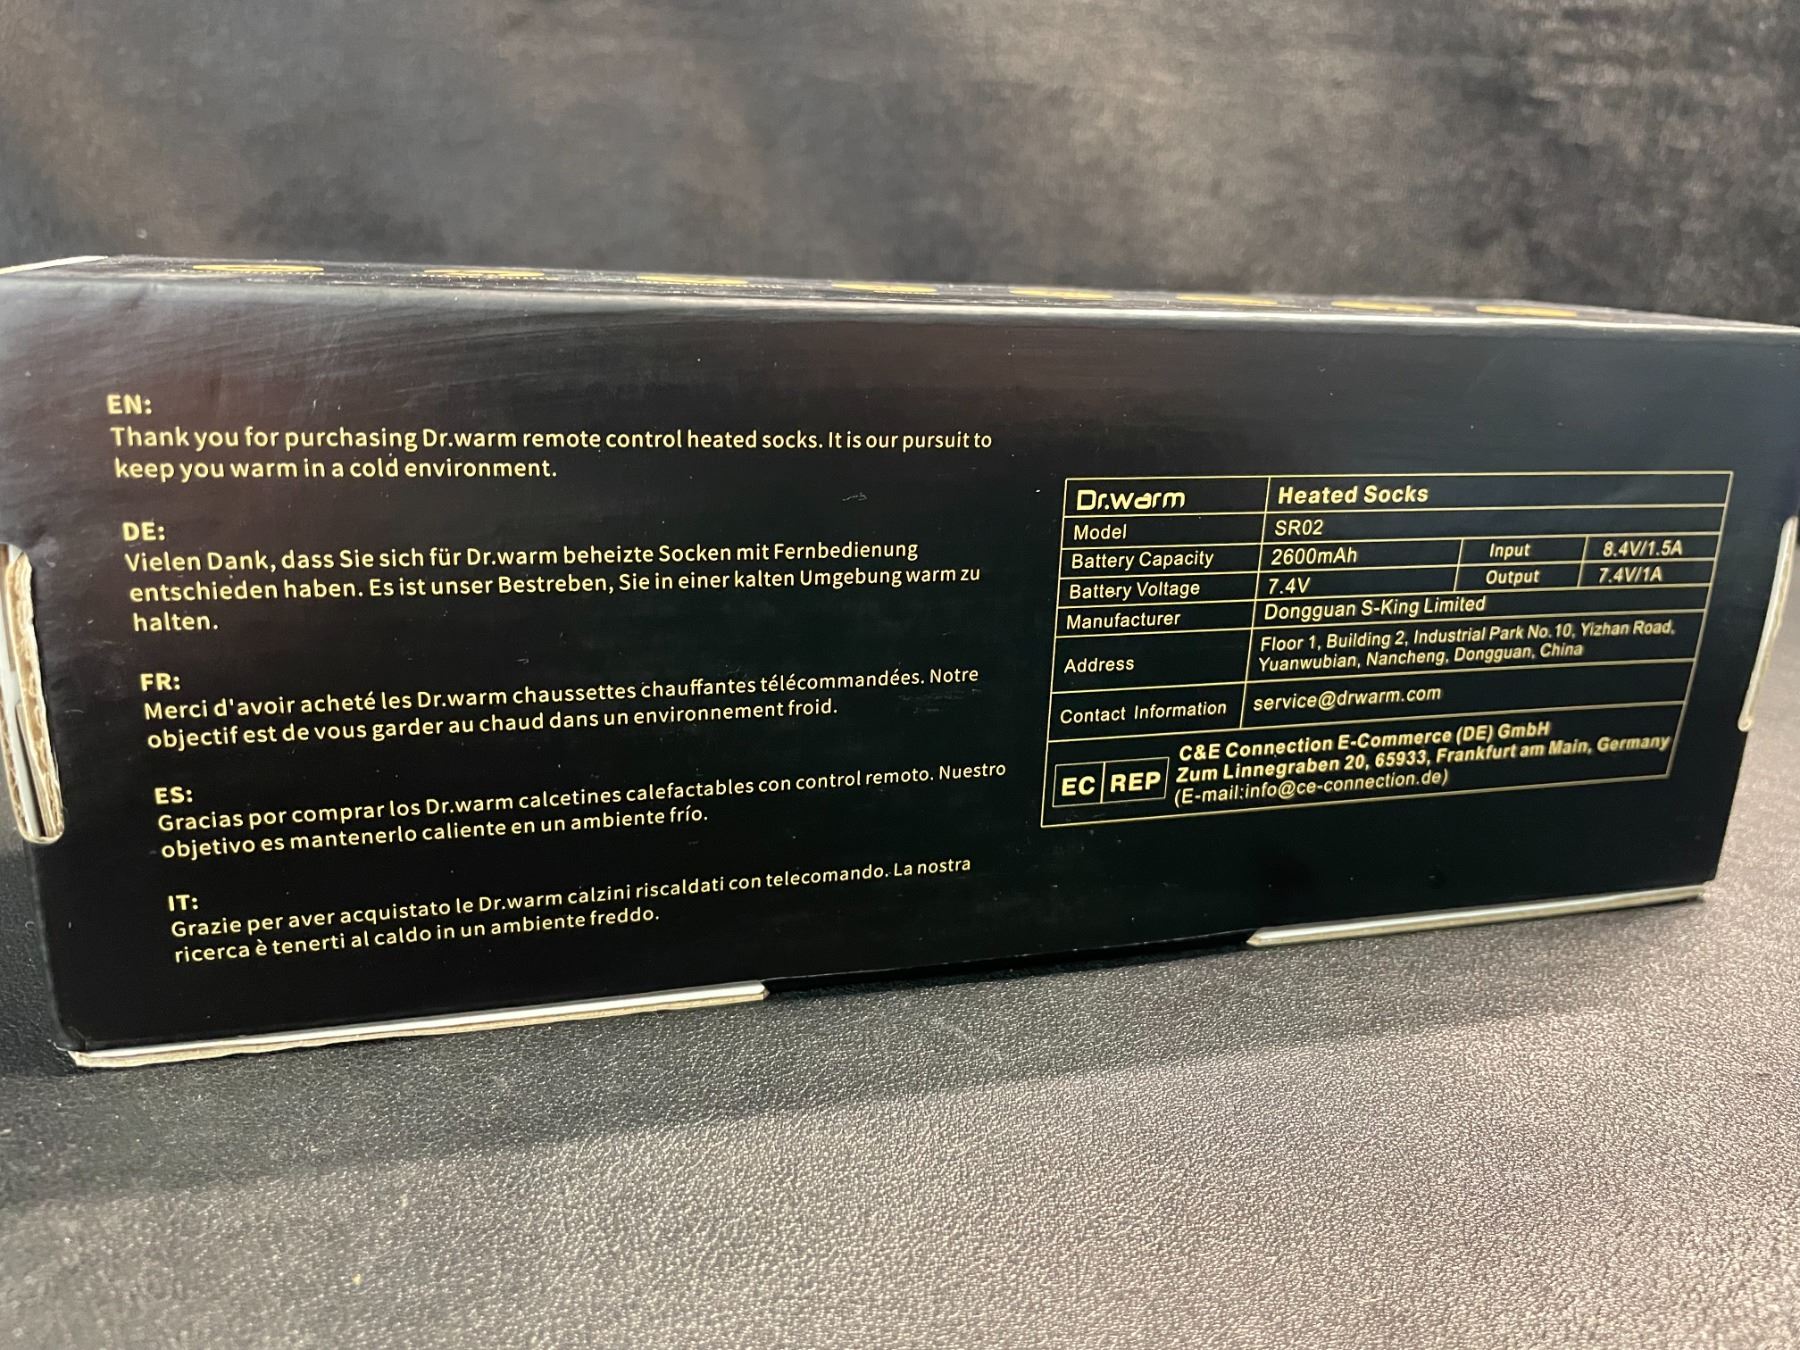 EN:
Thank you for purchasing Dr.warm remote control heated socks. It is our pursuit to
keep you warm in a cold environment.
DE:
Vielen Dank, dass Sie sich für Dr.warm beheizte Socken mit Fernbedienung
entschieden haben. Es ist unser Bestreben, Sie in einer kalten Umgebung warm zu
halten.
FR:
Merci d'avoir acheté les Dr.warm chaussettes chauffantes télécommandées. Notre
objectif est de vous garder au chaud dans un environnement froid.
ES:
Gracias por comprar los Dr.warm calcetines calefactables con control remoto. Nuestro
objetivo es mantenerlo caliente en un ambiente frío.
IT:
Grazie per aver acquistato le Dr.warm calzini riscaldati con telecomando. La nostra
ricerca è tenerti al caldo in un ambiente freddo.
Dr.warm Heated Socks
Model SR02
Battery Capacity 2600mAh Input 8.4V/1.5A
Battery Voltage 7.4V Output 7.4V/1A
Manufacturer Dongguan S-King Limited
Address Floor 1, Building 2, Industrial Park No.10, Yizhan Road,
Yuanwubian, Nancheng, Dongguan, China
Contact Information service@drwarm.com
EC REP
C&E Connection E-Commerce (DE) GmbH
Zum Linnegraben 20, 65933, Frankfurt am Main, Germany
(E-mail:info@ce-connection.de)